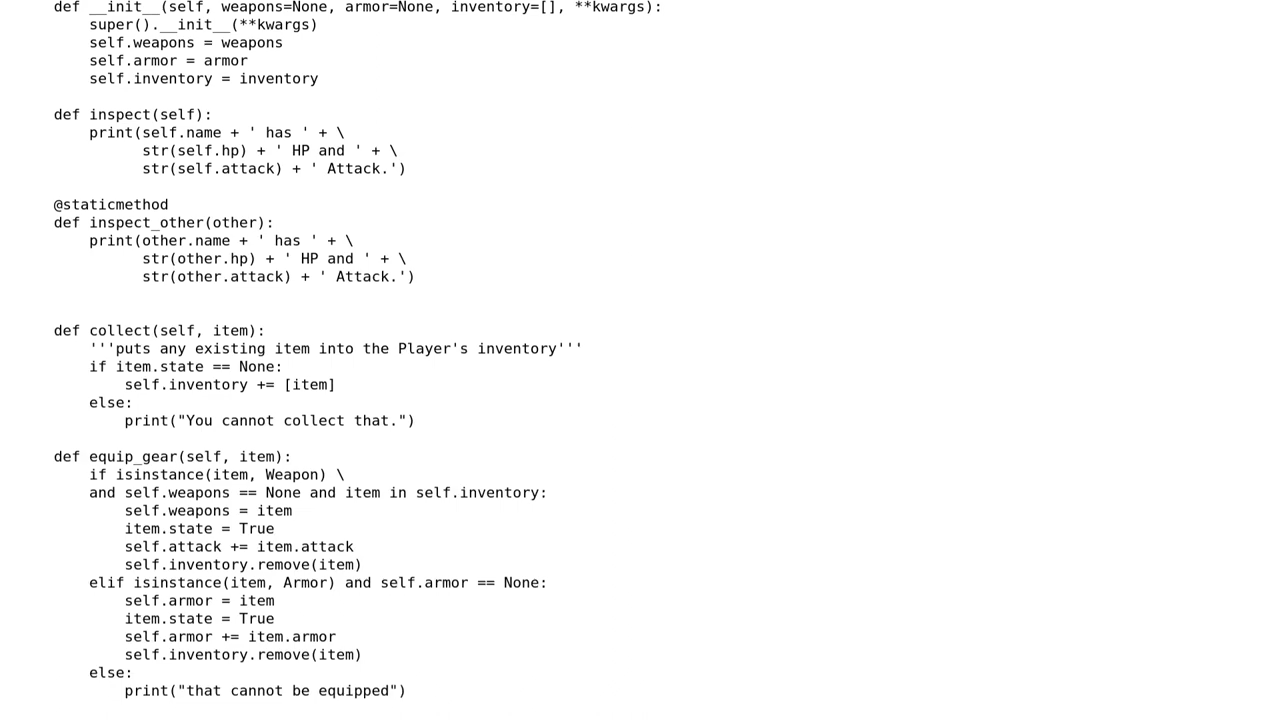 def __init__(self, weapons=None, armor=None, inventory=[], **kwargs):
    super().__init__(**kwargs)
    self.weapons = weapons
    self.armor = armor
    self.inventory = inventory

def inspect(self):
    print(self.name + ' has ' + \
          str(self.hp) + ' HP and ' + \
          str(self.attack) + ' Attack.')

@staticmethod
def inspect_other(other):
    print(other.name + ' has ' + \
          str(other.hp) + ' HP and ' + \
          str(other.attack) + ' Attack.')


def collect(self, item):
    '''puts any existing item into the Player's inventory'''
    if item.state == None:
        self.inventory += [item]
    else:
        print("You cannot collect that.")

def equip_gear(self, item):
    if isinstance(item, Weapon) \
    and self.weapons == None and item in self.inventory:
        self.weapons = item
        item.state = True
        self.attack += item.attack
        self.inventory.remove(item)
    elif isinstance(item, Armor) and self.armor == None:
        self.armor = item
        item.state = True
        self.armor += item.armor
        self.inventory.remove(item)
    else:
        print("that cannot be equipped")